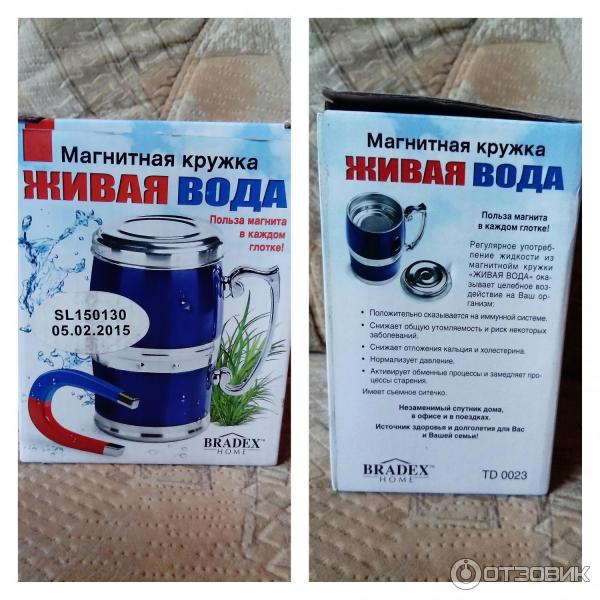 Магнитная кружка
ЖИВАЯ ВОДА
Польза магнита
в каждом
глотке!
SL150130
05.02.2015
BRADEX™
HOME
Магнитная кружка
ЖИВАЯ ВОДА
Польза магнита
в каждом глотке!
Регулярное употреб-
ление жидкости из
магнитнойм кружки
«ЖИВАЯ ВОДА» ока-
зывает целебное воз-
действие на Ваш ор-
ганизм:
• Положительно сказывается на иммунной системе.
• Снижает общую утомляемость и риск некоторых
заболеваний.
• Снижает отложения кальция и холестерина.
• Нормализует давление.
• Активирует обменные процессы и замедляет про-
цессы старения.
Имеет съемное ситечко.
Незаменимый спутник дома,
в офисе и в поездках.
Источник здоровья и долголетия для Вас
и Вашей семьи!
BRADEX™
HOME
TD 0023
ОТЗОВИК